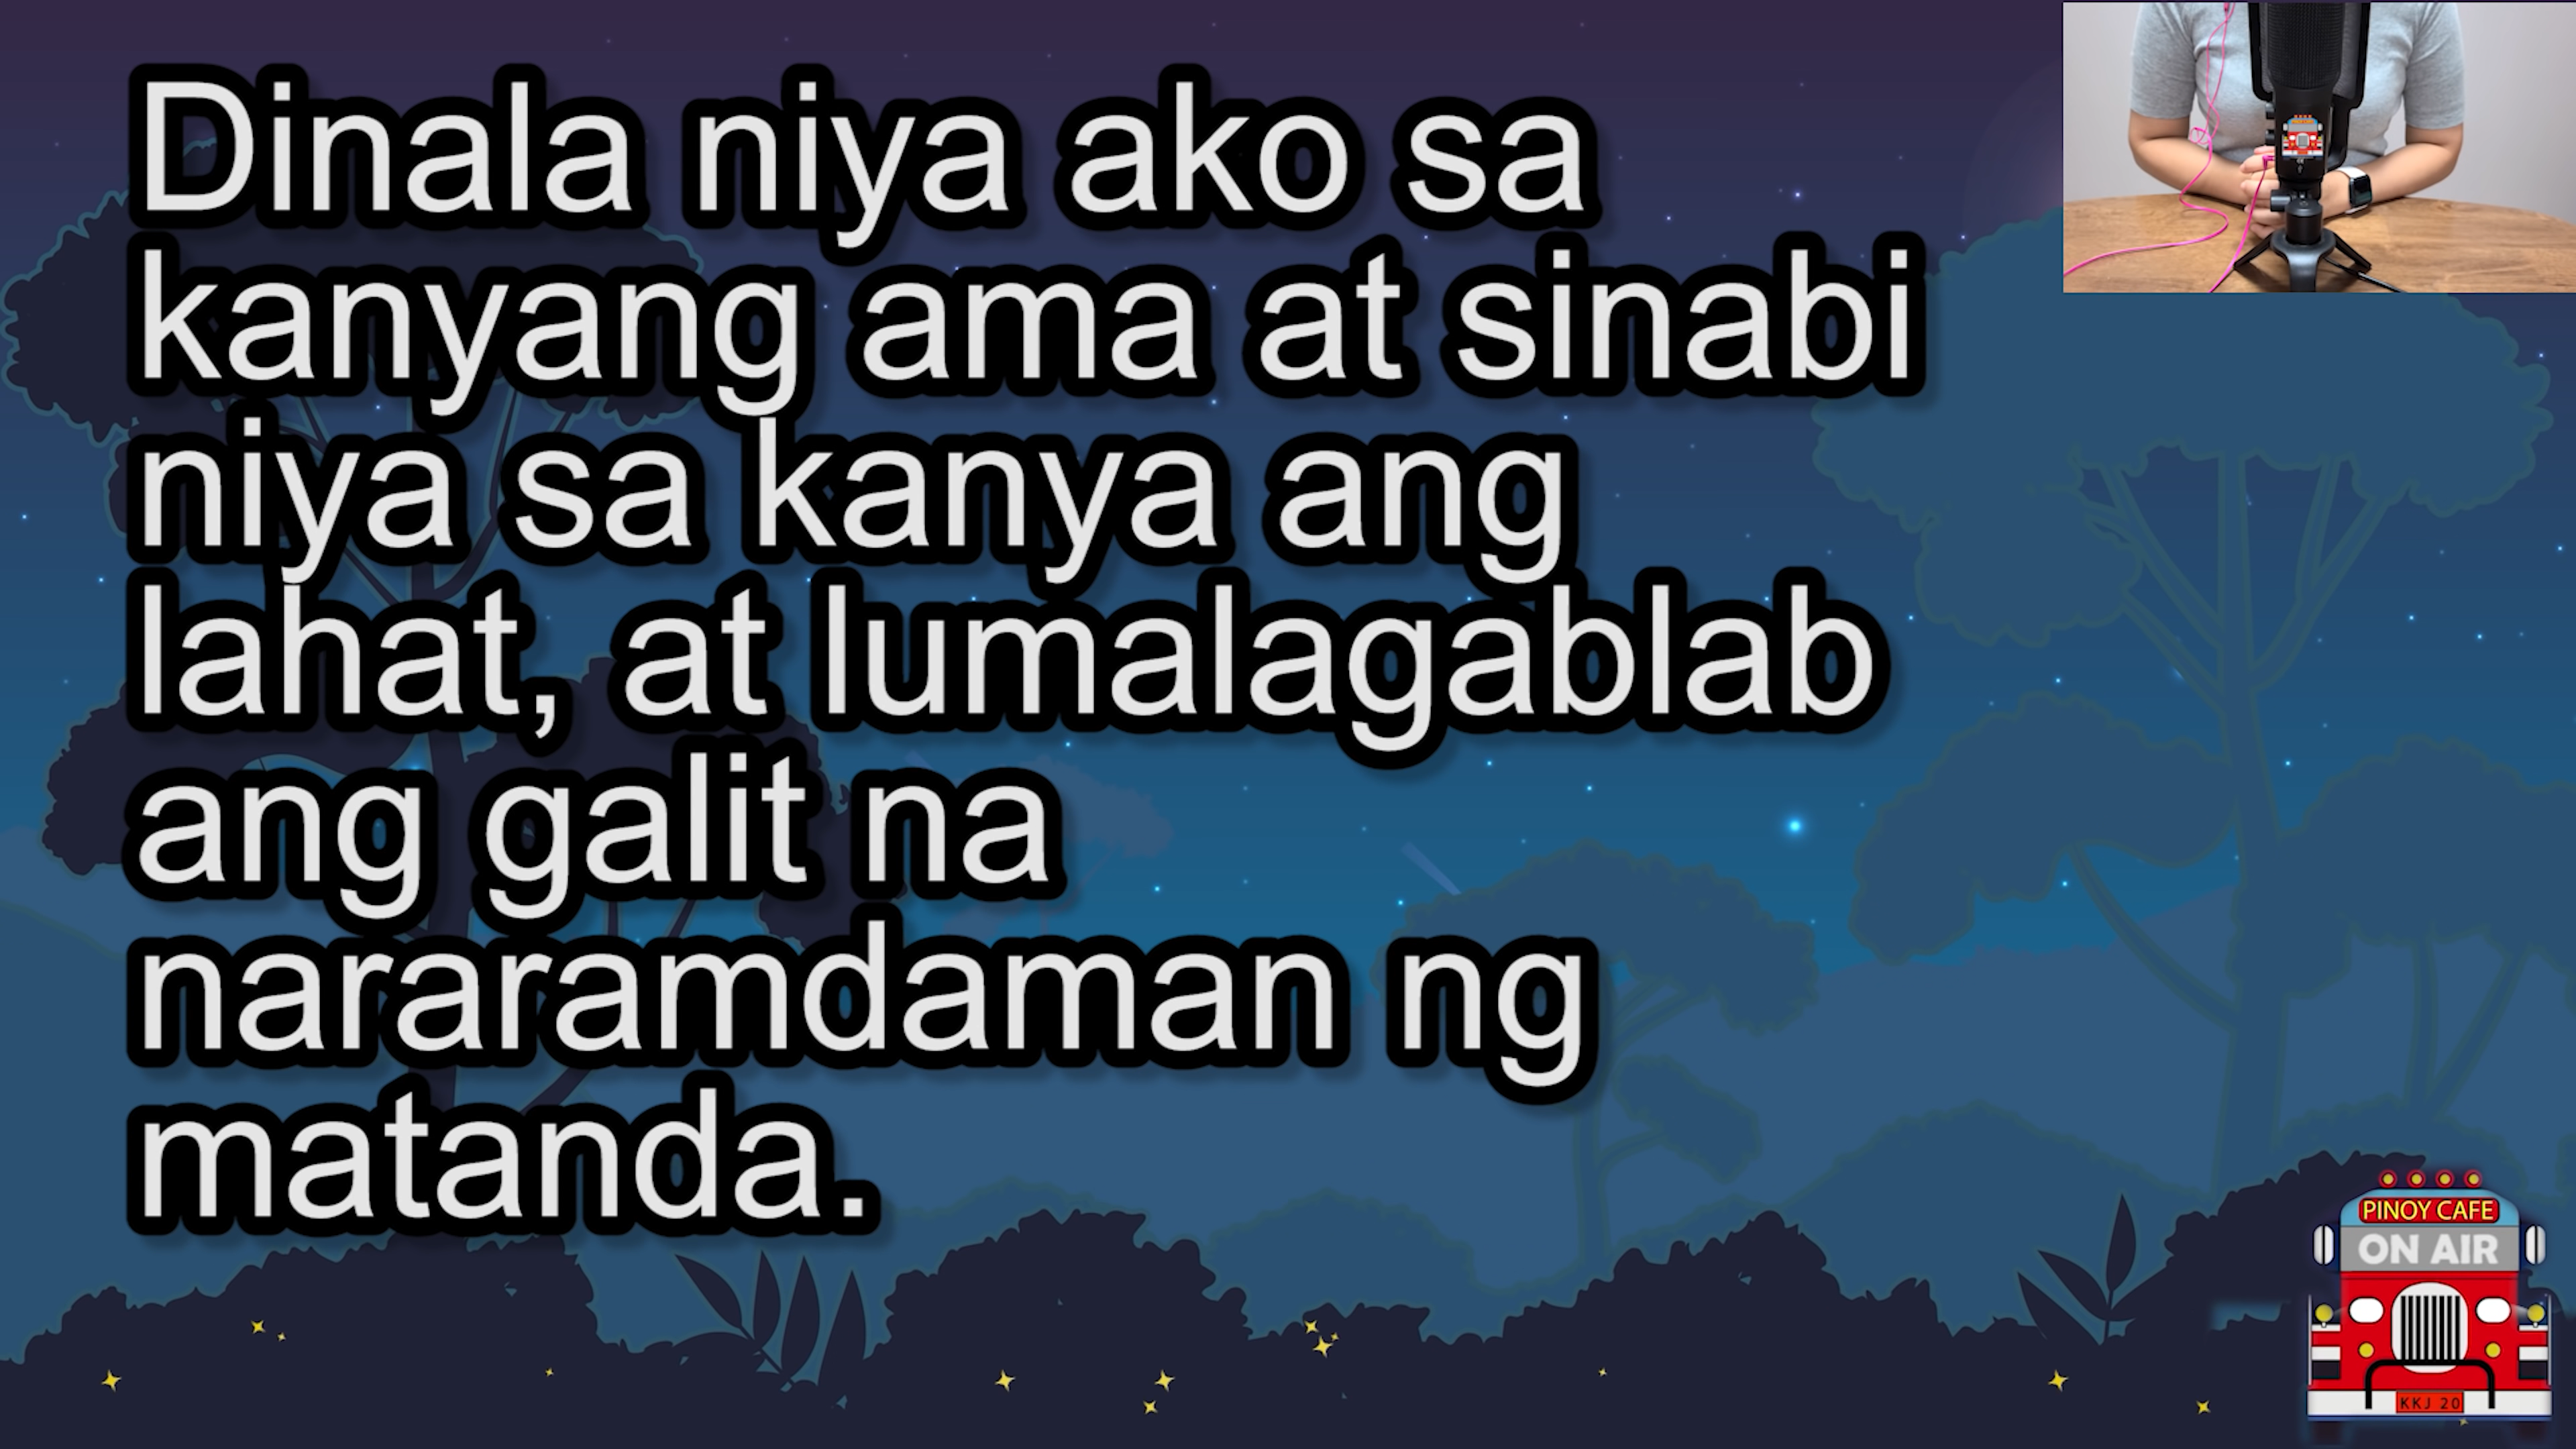 Dinala niya ako sa
kanyang ama at sinabi
niya sa kanya ang
lahat, at lumalagablab
ang galit na
nararamdaman ng
matanda.
PINOY CAFE
ON AIR
KKJ 20